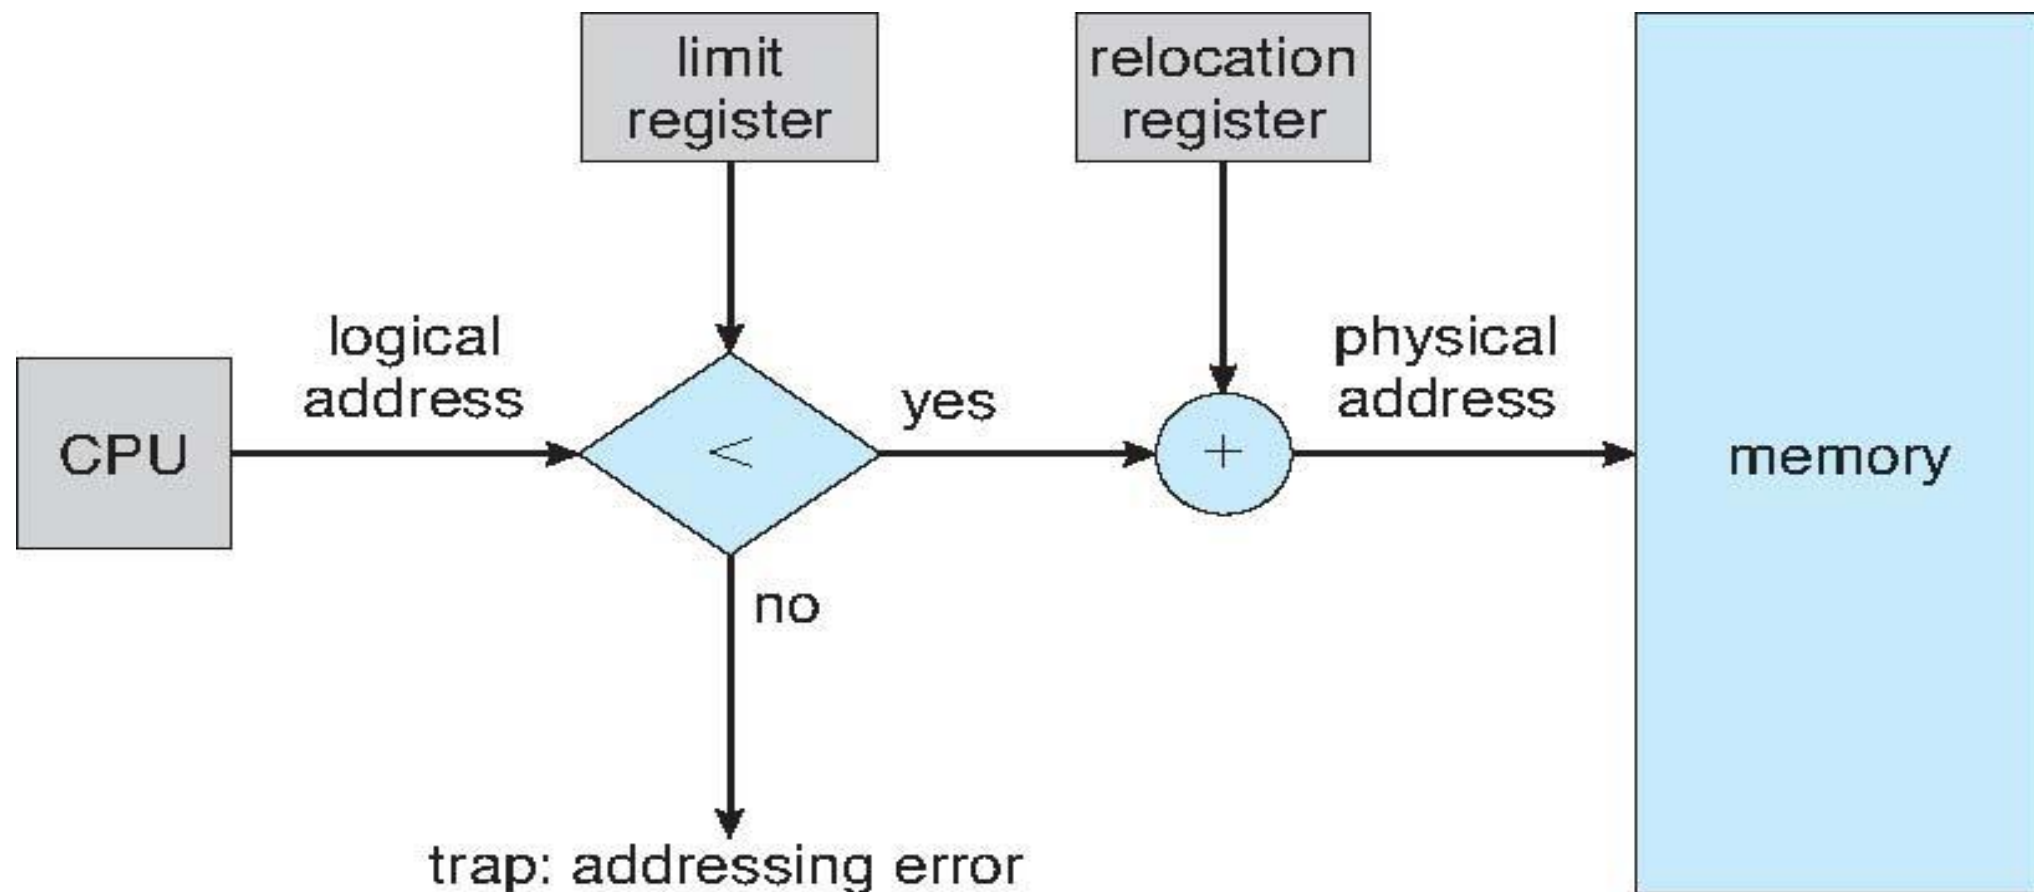 limit
register
relocation
register
logical
address
physical
address
CPU
<
yes
+
memory
no
trap: addressing error